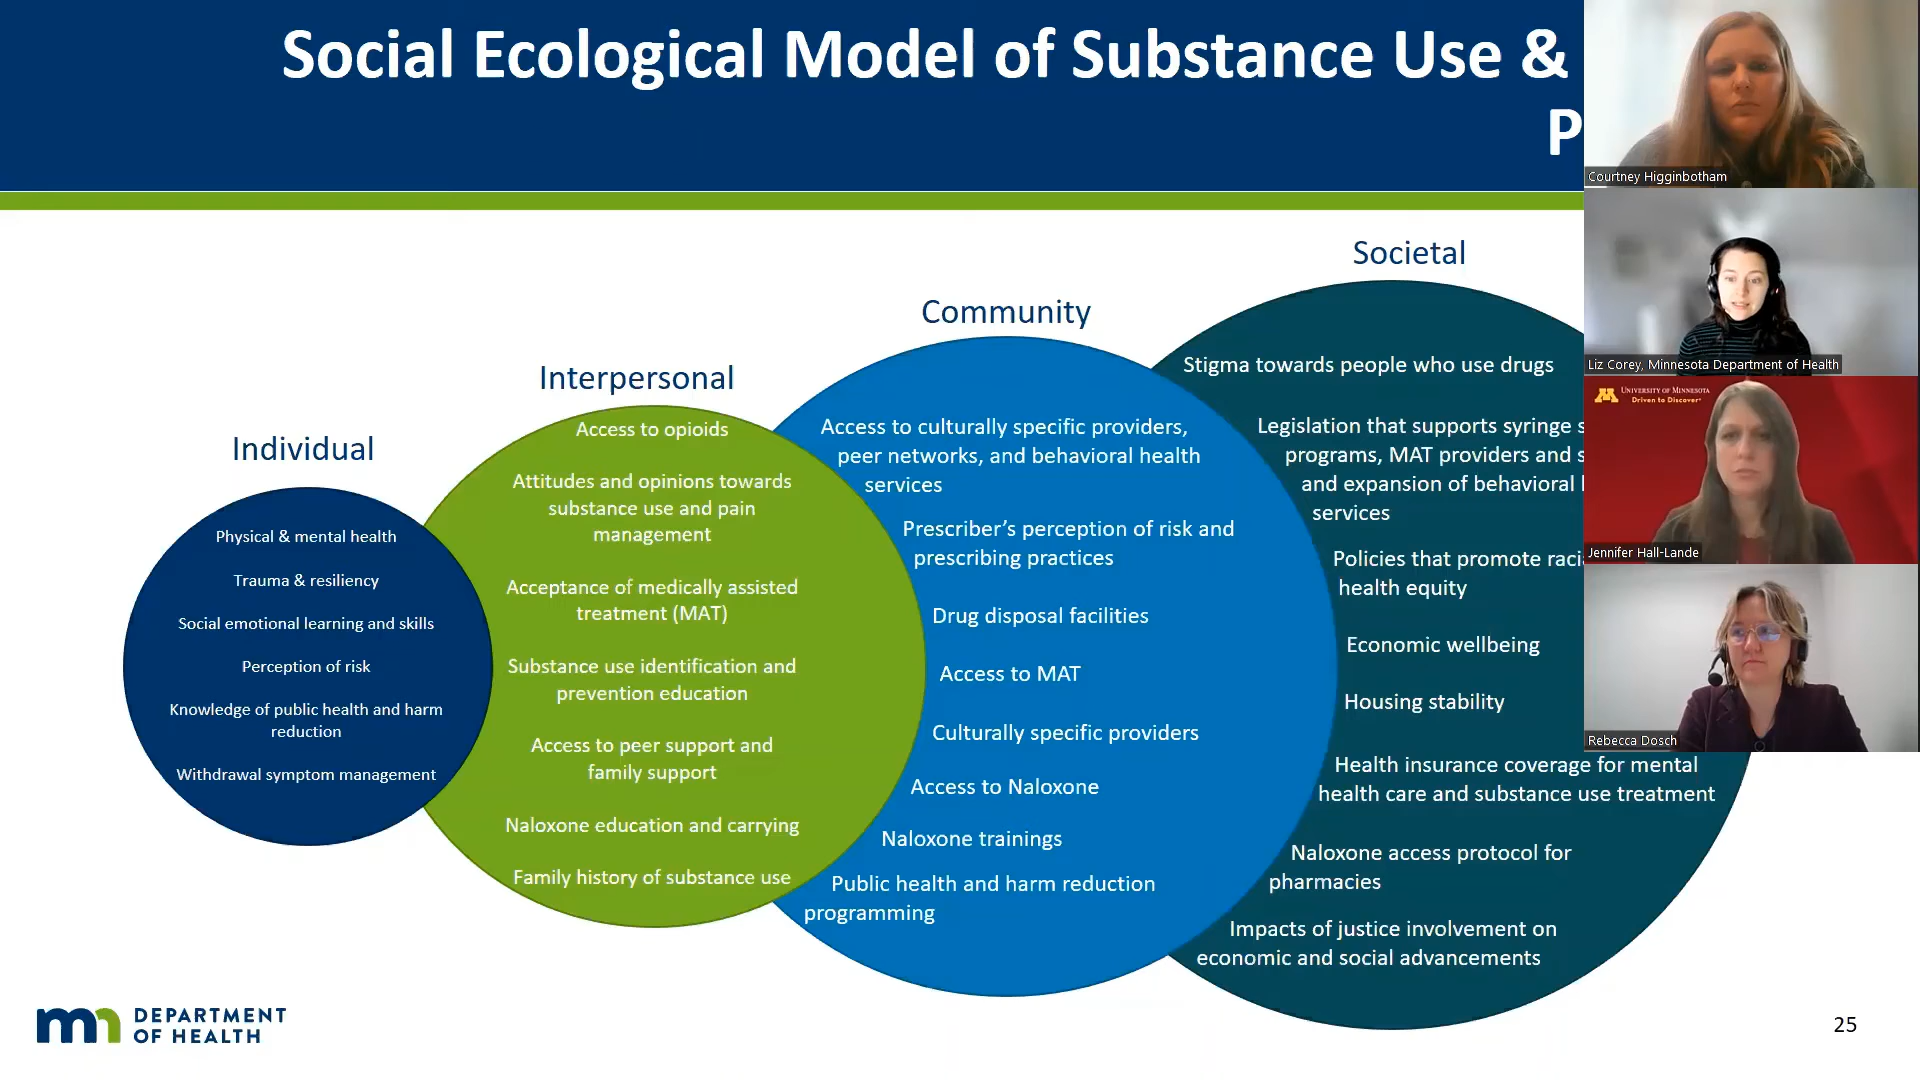 Social Ecological Model of Substance Use &
Individual
Physical & mental health
Trauma & resiliency
Social emotional learning and skills
Perception of risk
Knowledge of public health and harm
reduction
Withdrawal symptom management
Interpersonal
Access to opioids
Attitudes and opinions towards
substance use and pain
management
Acceptance of medically assisted
treatment (MAT)
Substance use identification and
prevention education
Access to peer support and
family support
Naloxone education and carrying
Family history of substance use
Community
Access to culturally specific providers,
peer networks, and behavioral health
services
Prescriber’s perception of risk and
prescribing practices
Drug disposal facilities
Access to MAT
Culturally specific providers
Access to Naloxone
Naloxone trainings
Public health and harm reduction
programming
Societal
Stigma towards people who use drugs
Legislation that supports syringe
programs, MAT providers and
and expansion of behavioral
services
Policies that promote
health equity
Economic wellbeing
Housing stability
Health insurance coverage for mental
health care and substance use treatment
Naloxone access protocol for
pharmacies
Impacts of justice involvement on
economic and social advancements
Courtney Higginbotham
Liz Corey, Minnesota Department of Health
UNIVERSITY OF MINNESOTA
Driven to Discover
Jennifer Hall-Lande
Rebecca Dosch
mn DEPARTMENT
OF HEALTH
25